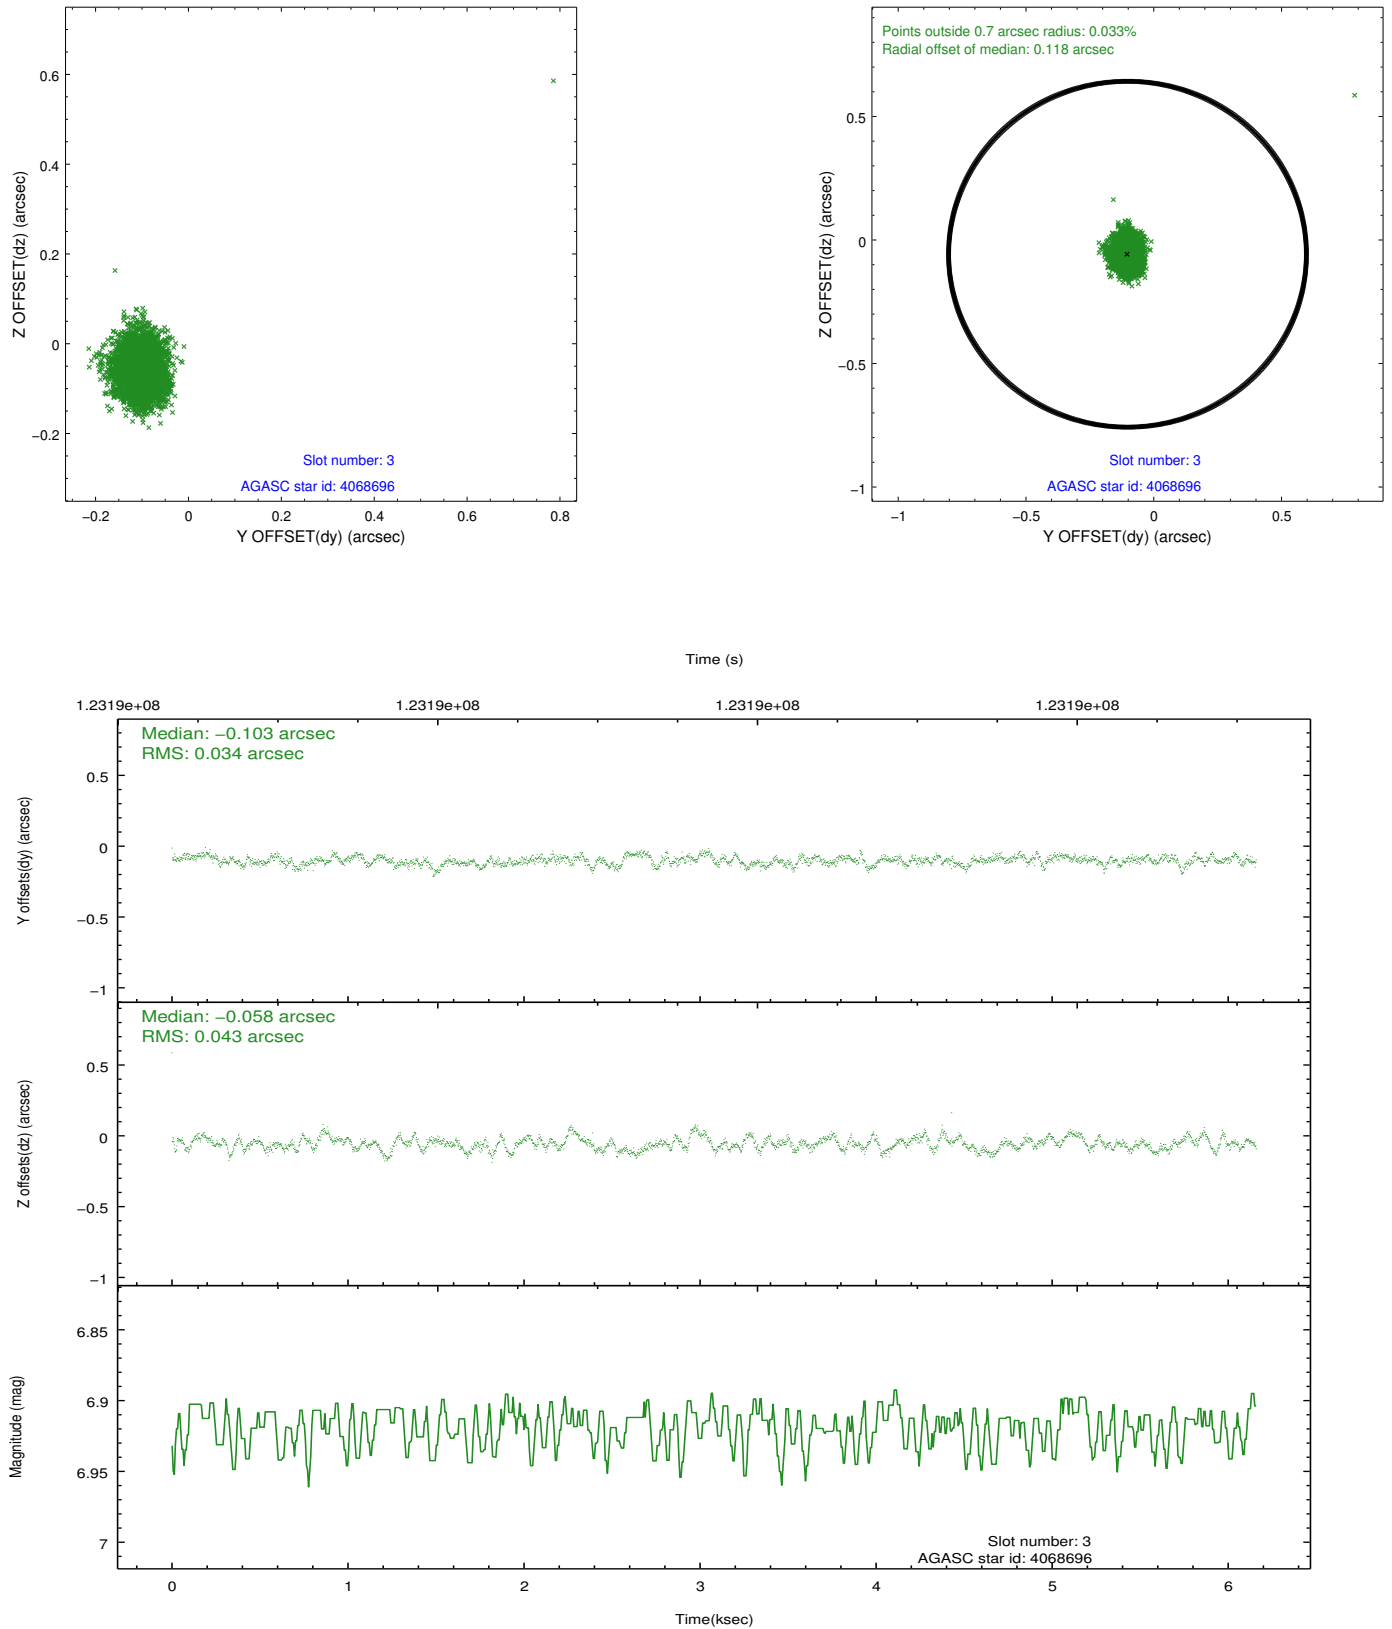 0.6
0.4
0.2
0
−0.2
Z OFFSET(dz) (arcsec)
−0.2 0 0.2 0.4 0.6 0.8
Y OFFSET(dy) (arcsec)
Slot number: 3
AGASC star id: 4068696
Points outside 0.7 arcsec radius: 0.033%
Radial offset of median: 0.118 arcsec
0.5
0
−0.5
−1
Z OFFSET(dz) (arcsec)
−1 −0.5 0 0.5
Y OFFSET(dy) (arcsec)
Slot number: 3
AGASC star id: 4068696
Time (s)
1.2319e+08 1.2319e+08 1.2319e+08 1.2319e+08
Median: −0.103 arcsec
RMS: 0.034 arcsec
0.5
0
−0.5
−1
Y offsets(dy) (arcsec)
Median: −0.058 arcsec
RMS: 0.043 arcsec
0.5
0
−0.5
−1
Z offsets(dz) (arcsec)
6.85
6.9
6.95
7
Magnitude (mag)
Slot number: 3
AGASC star id: 4068696
0 1 2 3 4 5 6
Time(ksec)